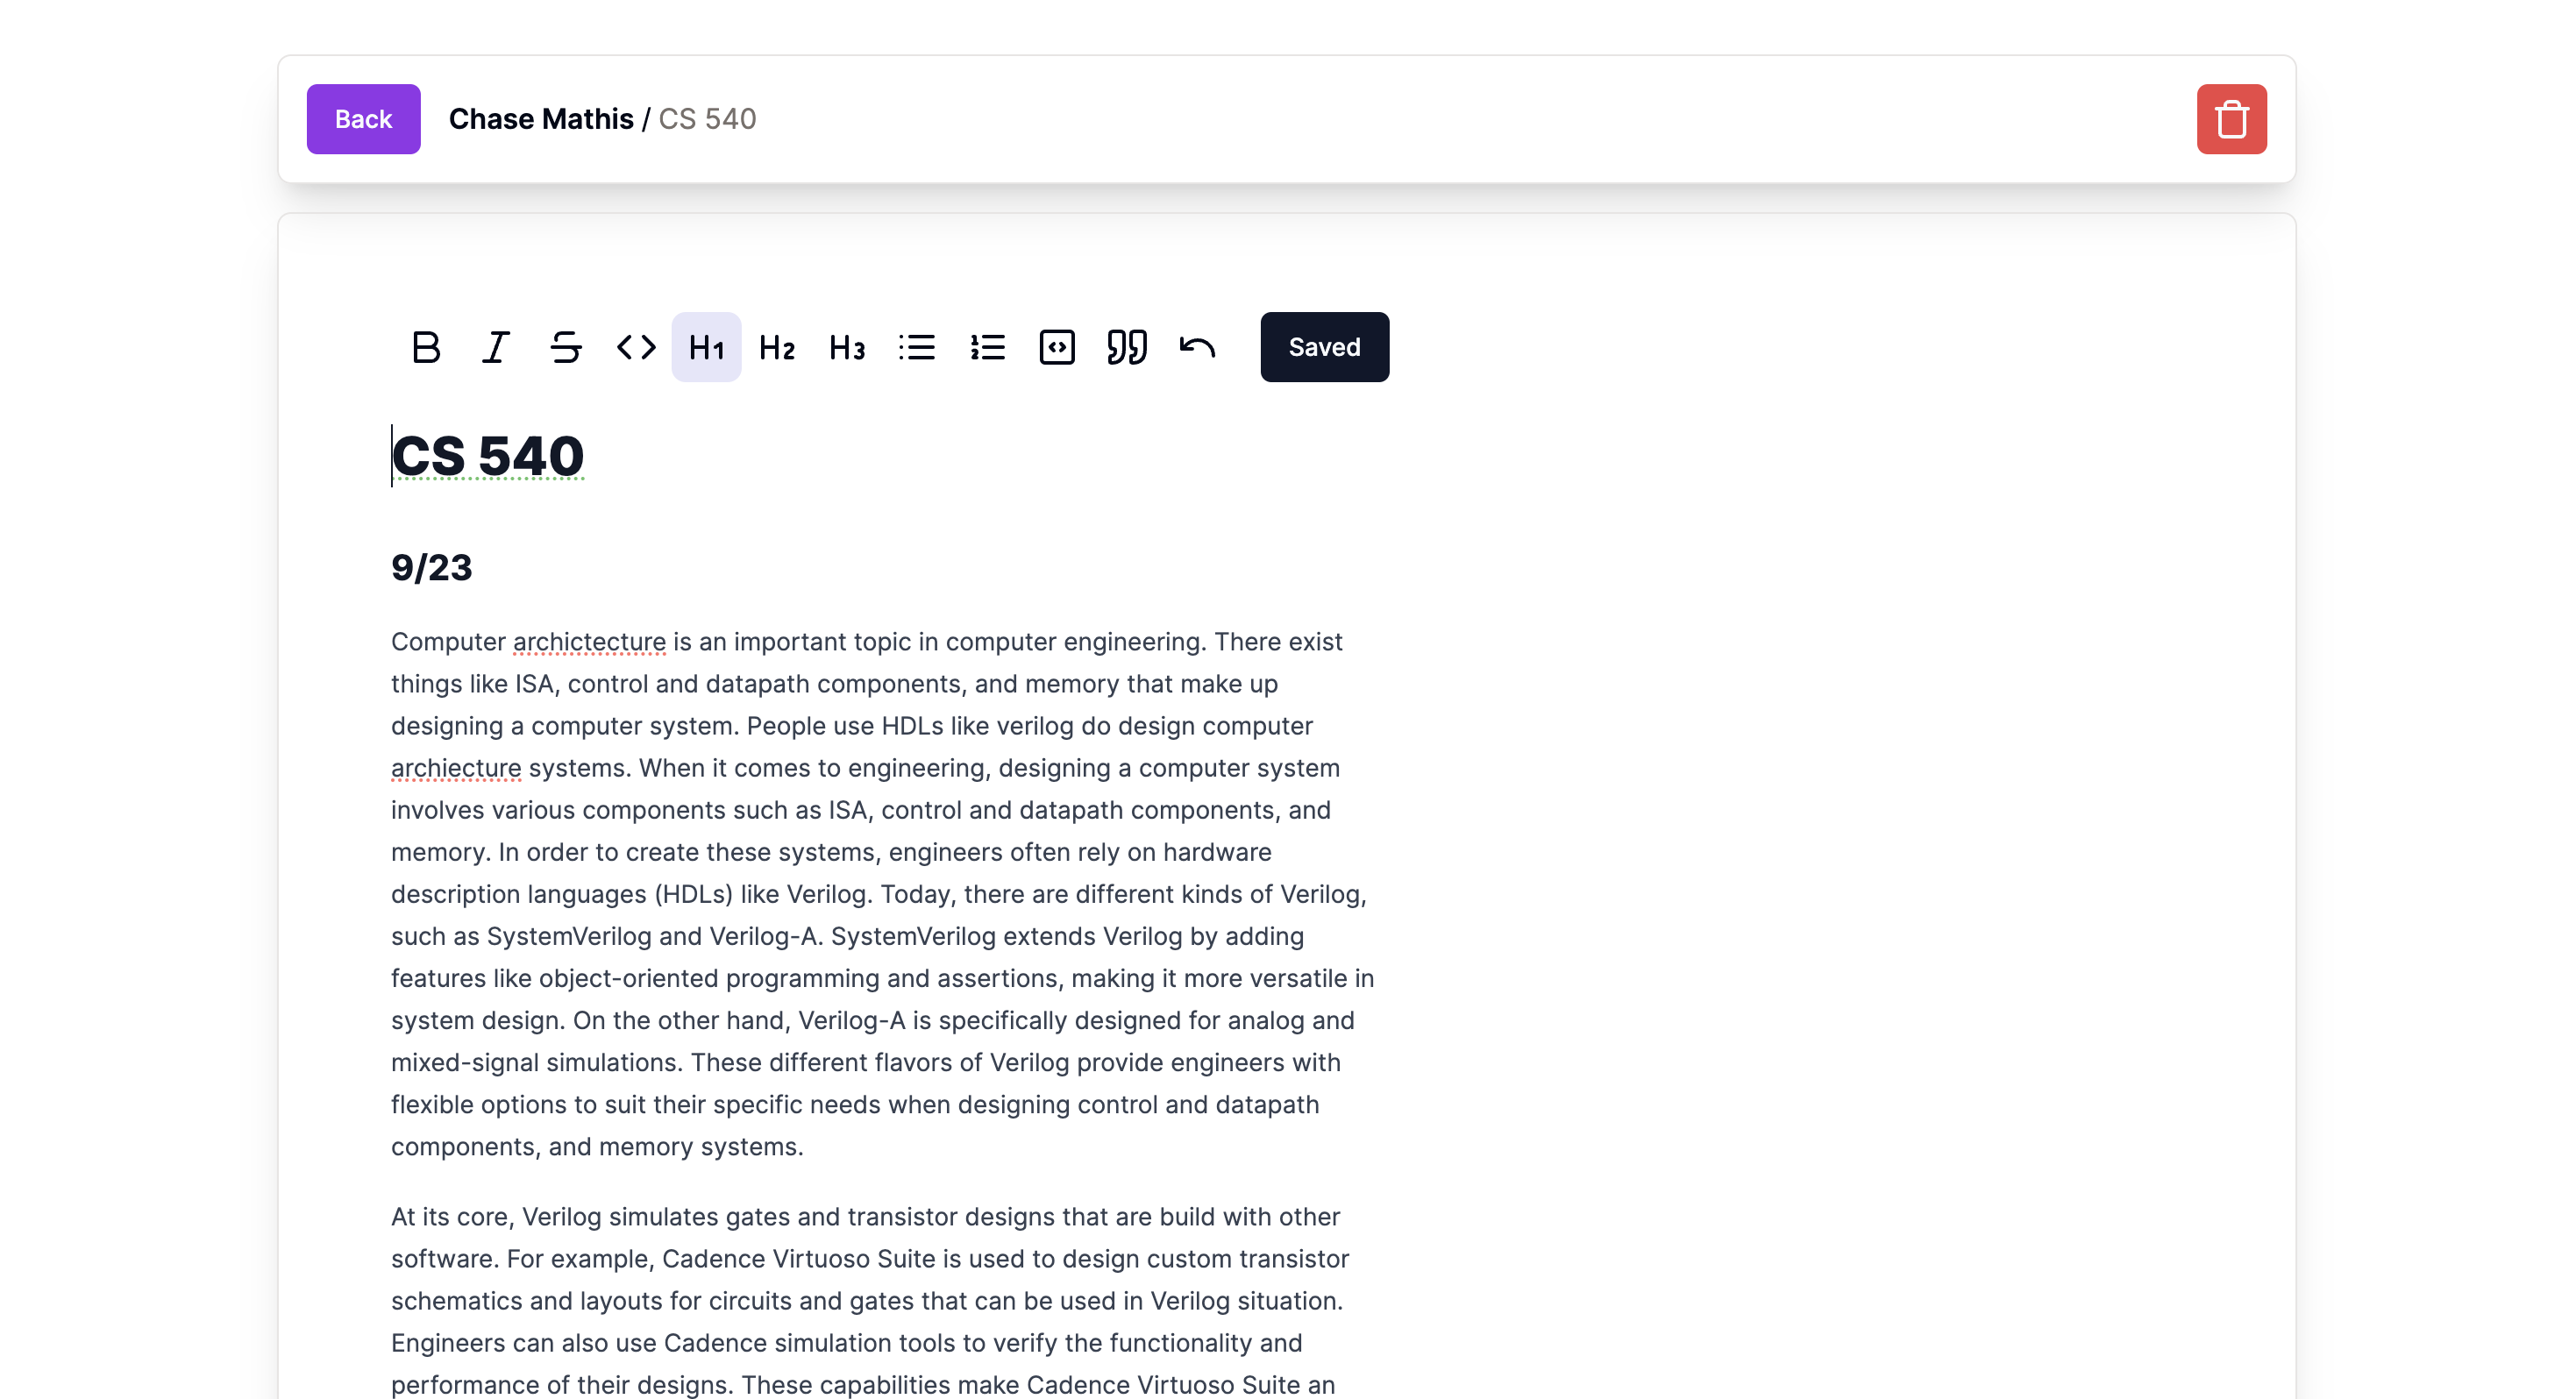 Back
Chase Mathis / CS 540
H1 H2 H3
Saved
CS 540
9/23
Computer archictecture is an important topic in computer engineering. There exist
things like ISA, control and datapath components, and memory that make up
designing a computer system. People use HDLs like verilog do design computer
archiecture systems. When it comes to engineering, designing a computer system
involves various components such as ISA, control and datapath components, and
memory. In order to create these systems, engineers often rely on hardware
description languages (HDLs) like Verilog. Today, there are different kinds of Verilog,
such as SystemVerilog and Verilog-A. SystemVerilog extends Verilog by adding
features like object-oriented programming and assertions, making it more versatile in
system design. On the other hand, Verilog-A is specifically designed for analog and
mixed-signal simulations. These different flavors of Verilog provide engineers with
flexible options to suit their specific needs when designing control and datapath
components, and memory systems.
At its core, Verilog simulates gates and transistor designs that are build with other
software. For example, Cadence Virtuoso Suite is used to design custom transistor
schematics and layouts for circuits and gates that can be used in Verilog situation.
Engineers can also use Cadence simulation tools to verify the functionality and
performance of their designs. These capabilities make Cadence Virtuoso Suite an